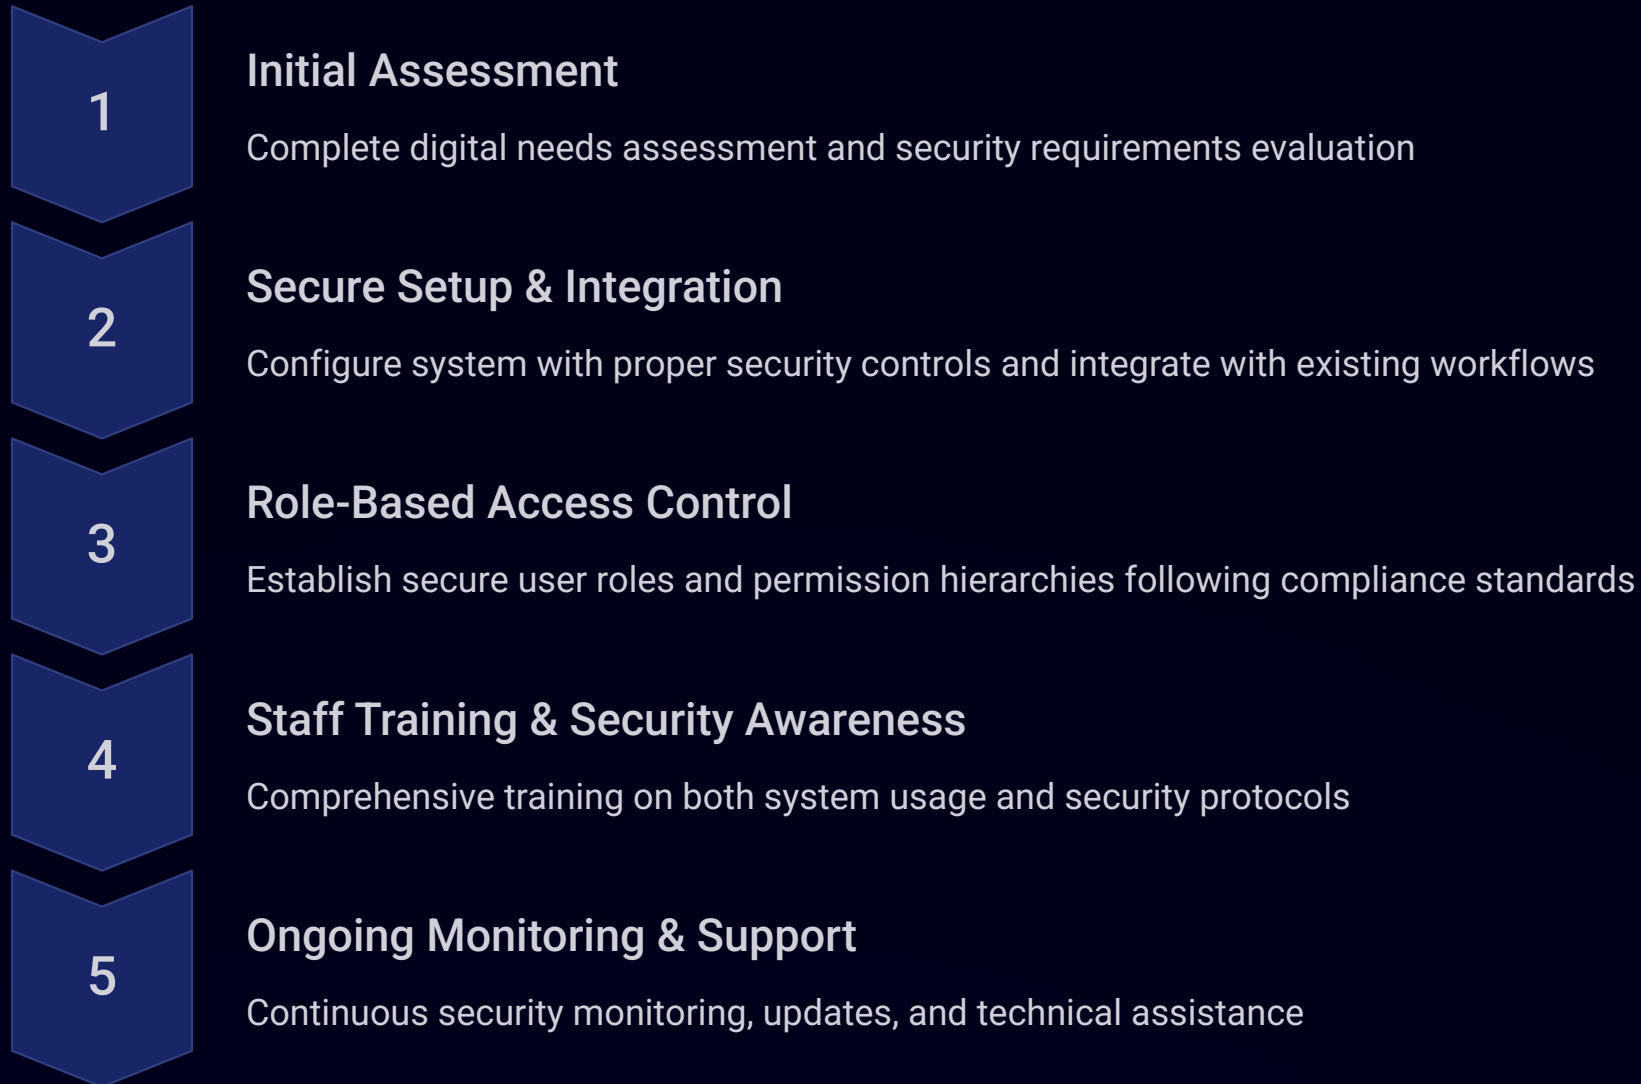 1
Initial Assessment
Complete digital needs assessment and security requirements evaluation
2
Secure Setup & Integration
Configure system with proper security controls and integrate with existing workflows
3
Role-Based Access Control
Establish secure user roles and permission hierarchies following compliance standards
4
Staff Training & Security Awareness
Comprehensive training on both system usage and security protocols
5
Ongoing Monitoring & Support
Continuous security monitoring, updates, and technical assistance